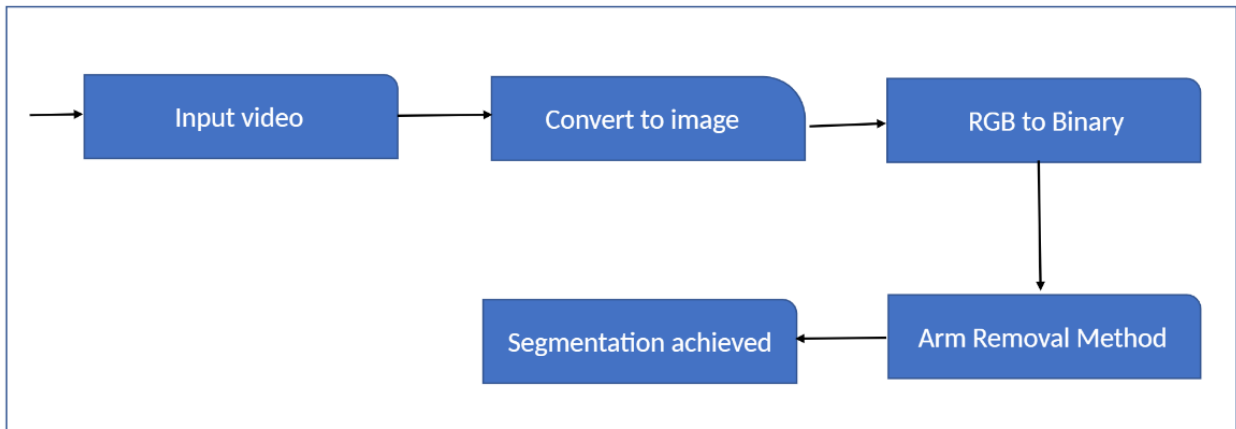 Input video
Convert to image
RGB to Binary
Arm Removal Method
Segmentation achieved